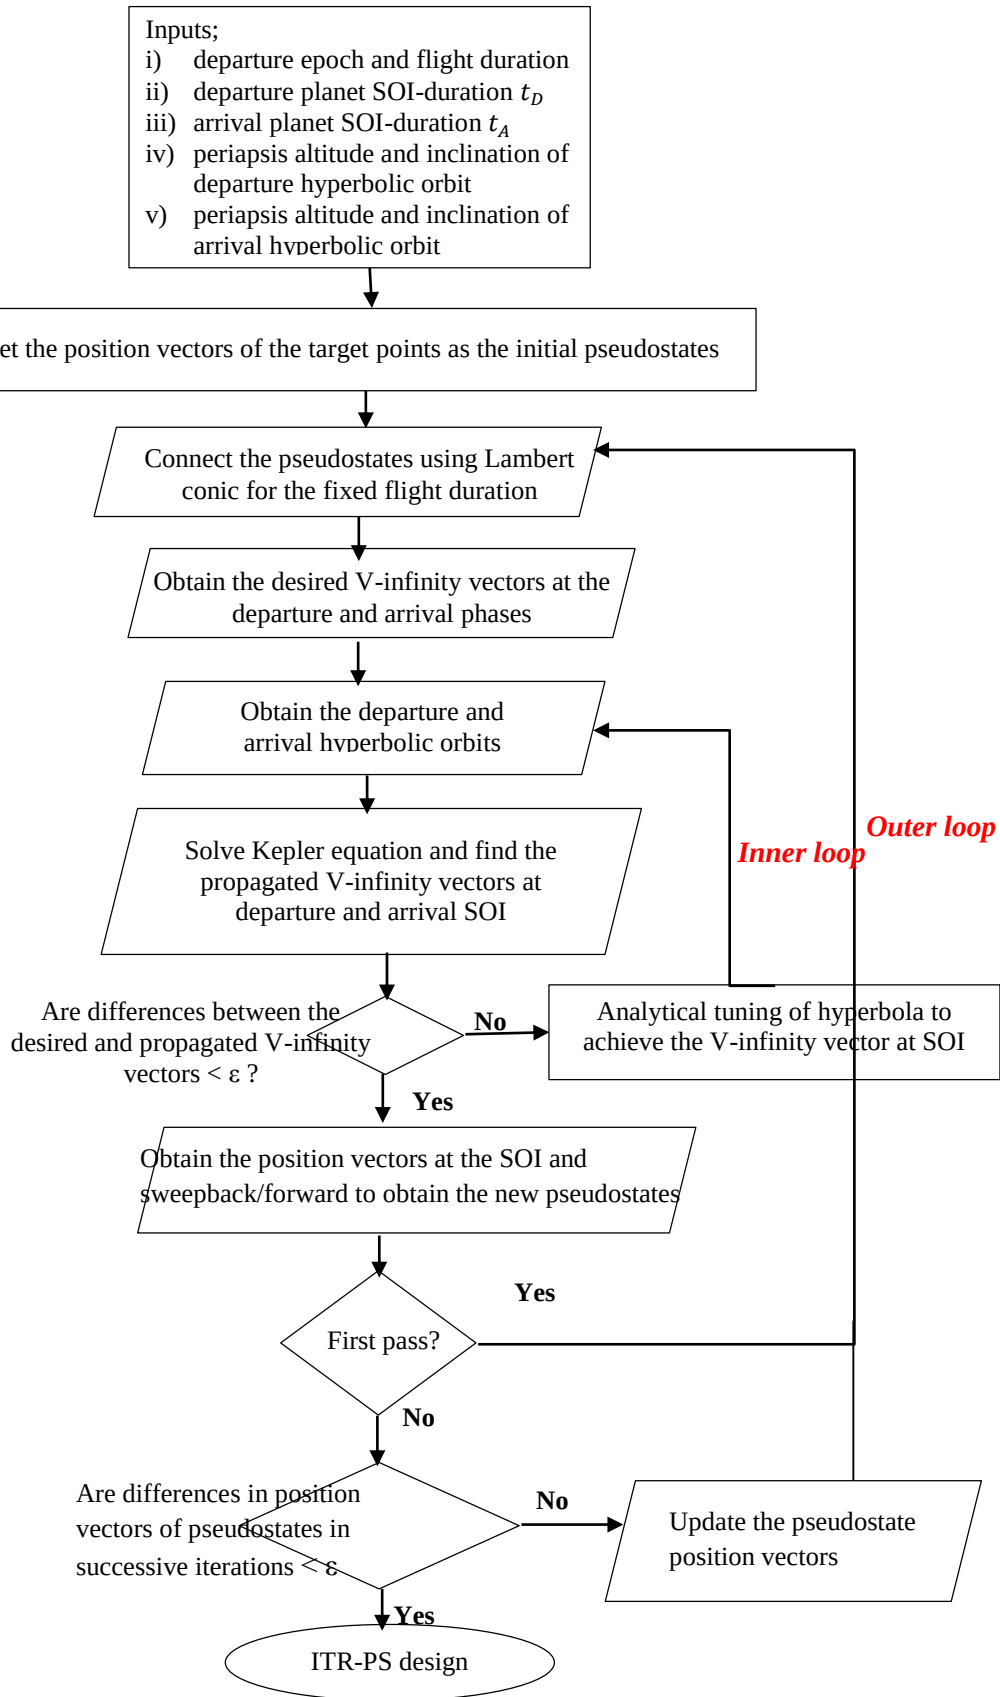 Inputs;
i) departure epoch and flight duration
ii) departure planet SOI-duration t_D
iii) arrival planet SOI-duration t_A
iv) periapsis altitude and inclination of
departure hyperbolic orbit
v) periapsis altitude and inclination of
arrival hyperbolic orbit
et the position vectors of the target points as the initial pseudostates
Connect the pseudostates using Lambert
conic for the fixed flight duration
Obtain the desired V-infinity vectors at the
departure and arrival phases
Obtain the departure and
arrival hyperbolic orbits
Outer loop
Inner loop
Solve Kepler equation and find the
propagated V-infinity vectors at
departure and arrival SOI
Are differences between the
desired and propagated V-infinity
vectors < ε ?
No
Analytical tuning of hyperbola to
achieve the V-infinity vector at SOI
Yes
Obtain the position vectors at the SOI and
sweepback/forward to obtain the new pseudostates
Yes
First pass?
No
Are differences in position
vectors of pseudostates in
successive iterations < ε
No
Update the pseudostate
position vectors
Yes
ITR-PS design